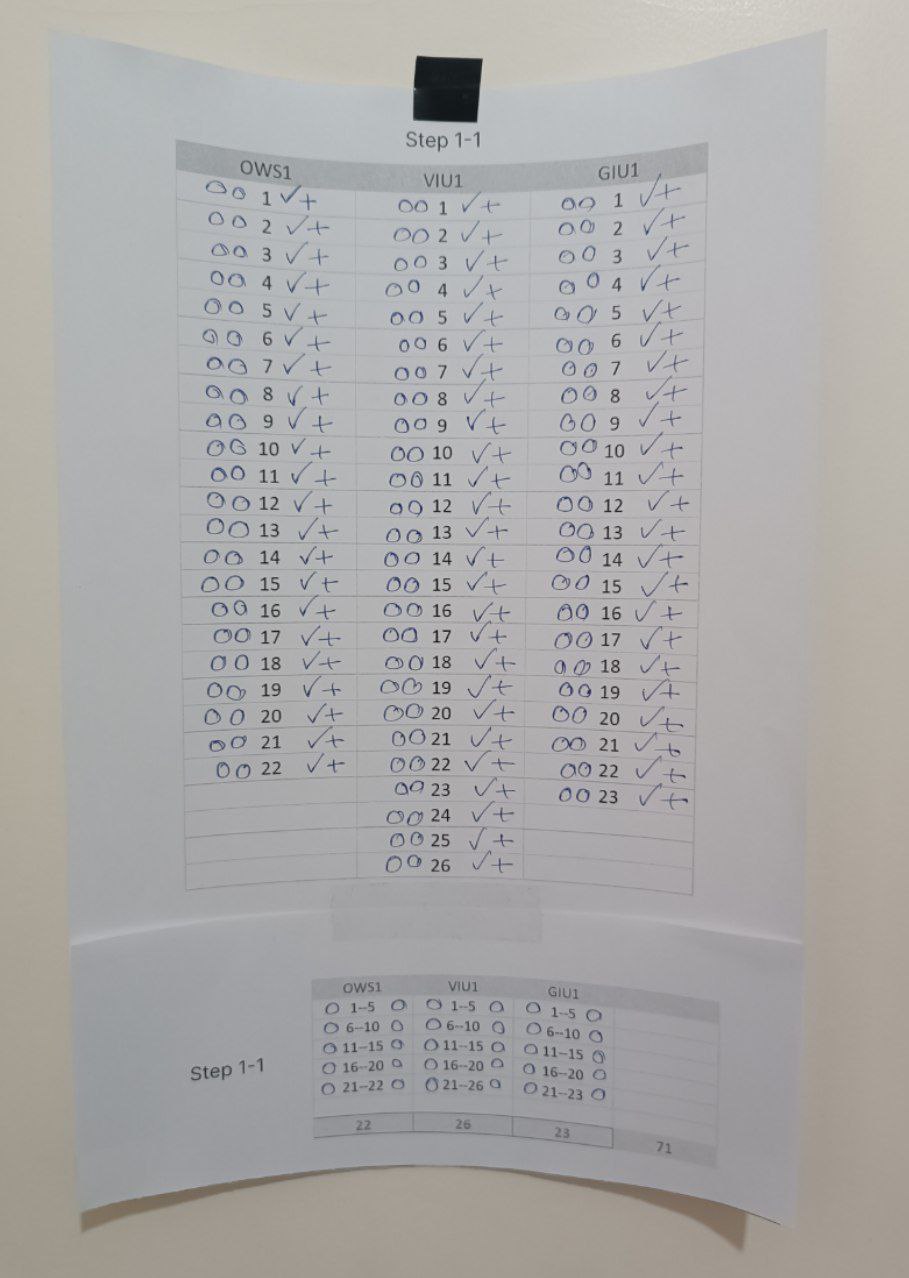 Step 1-1
OWS1 VIU1 GIU1
○○ 1 ✓+ ○○ 1 ✓+ ○○ 1 ✓+
○○ 2 ✓+ ○○ 2 ✓+ ○○ 2 ✓+
○○ 3 ✓+ ○○ 3 ✓+ ○○ 3 ✓+
○○ 4 ✓+ ○○ 4 ✓+ ○○ 4 ✓+
○○ 5 ✓+ ○○ 5 ✓+ ○○ 5 ✓+
○○ 6 ✓+ ○○ 6 ✓+ ○○ 6 ✓+
○○ 7 ✓+ ○○ 7 ✓+ ○○ 7 ✓+
○○ 8 ✓+ ○○ 8 ✓+ ○○ 8 ✓+
○○ 9 ✓+ ○○ 9 ✓+ ○○ 9 ✓+
○○ 10 ✓+ ○○ 10 ✓+ ○○ 10 ✓+
○○ 11 ✓+ ○○ 11 ✓+ ○○ 11 ✓+
○○ 12 ✓+ ○○ 12 ✓+ ○○ 12 ✓+
○○ 13 ✓+ ○○ 13 ✓+ ○○ 13 ✓+
○○ 14 ✓+ ○○ 14 ✓+ ○○ 14 ✓+
○○ 15 ✓+ ○○ 15 ✓+ ○○ 15 ✓+
○○ 16 ✓+ ○○ 16 ✓+ ○○ 16 ✓+
○○ 17 ✓+ ○○ 17 ✓+ ○○ 17 ✓+
○○ 18 ✓+ ○○ 18 ✓+ ○○ 18 ✓+
○○ 19 ✓+ ○○ 19 ✓+ ○○ 19 ✓+
○○ 20 ✓+ ○○ 20 ✓+ ○○ 20 ✓+
○○ 21 ✓+ ○○ 21 ✓+ ○○ 21 ✓+
○○ 22 ✓+ ○○ 22 ✓+ ○○ 22 ✓+
○○ 23 ✓+ ○○ 23 ✓+
○○ 24 ✓+
○○ 25 ✓+
○○ 26 ✓+
OWS1 VIU1 GIU1
○ 1--5 ○ ○ 1--5 ○ ○ 1--5 ○
○ 6--10 ○ ○ 6--10 ○ ○ 6--10 ○
○ 11--15 ○ ○ 11--15 ○ ○ 11--15 ○
Step 1-1
○ 16--20 ○ ○ 16--20 ○ ○ 16--20 ○
○ 21--22 ○ ○ 21--26 ○ ○ 21--23 ○
22 26 23 71